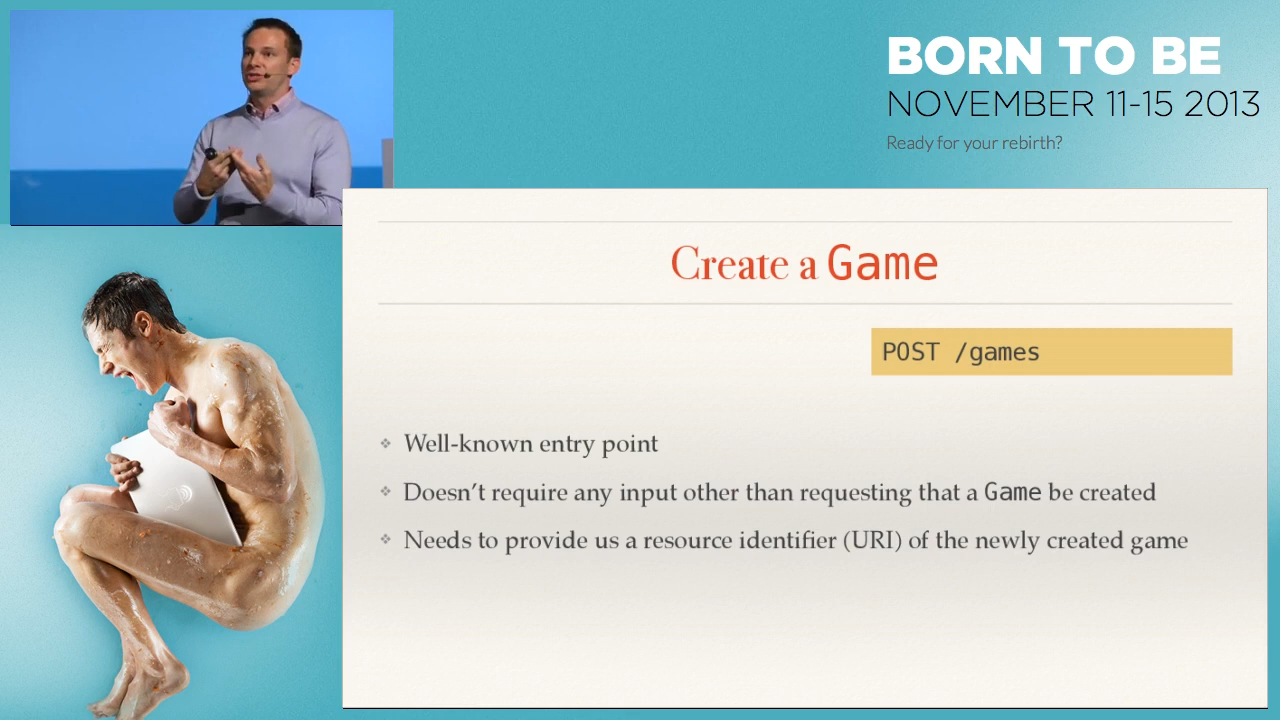 BORN TO BE
NOVEMBER 11-15 2013
Ready for your rebirth?
Create a Game
POST /games
Well-known entry point
Doesn’t require any input other than requesting that a Game be created
Needs to provide us a resource identifier (URI) of the newly created game